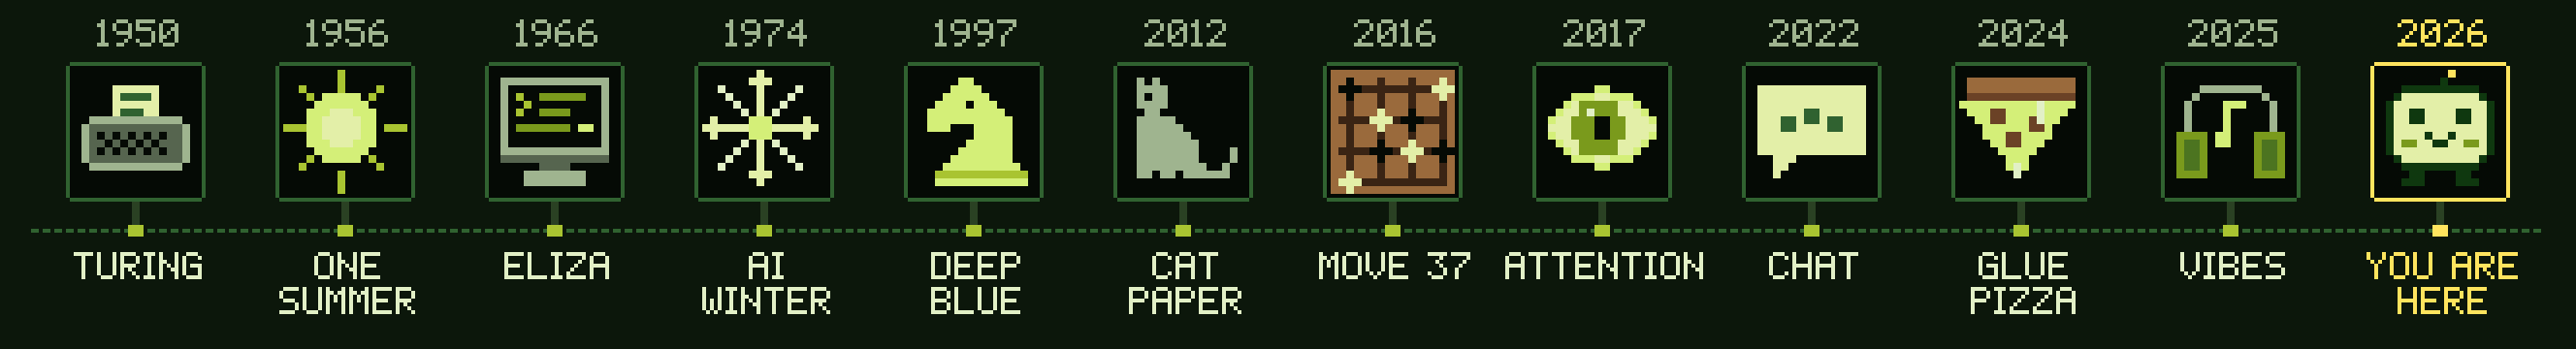 1950
TURING
1956
ONE
SUMMER
1966
ELIZA
1974
AI
WINTER
1997
DEEP
BLUE
2012
CAT
PAPER
2016
MOVE 37
2017
ATTENTION
2022
CHAT
2024
GLUE
PIZZA
2025
VIBES
2026
YOU ARE
HERE